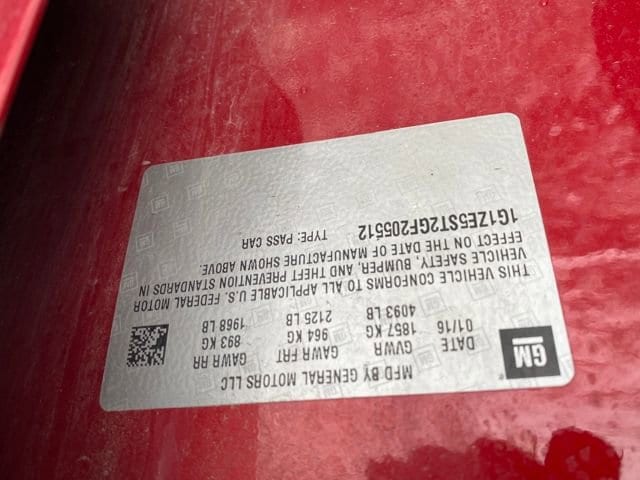 MFD BY GENERAL MOTORS LLC
GM
DATE GVWR GAWR FRT GAWR RR
01/16 1857 KG 964 KG 893 KG
4093 LB 2125 LB 1968 LB
THIS VEHICLE CONFORMS TO ALL APPLICABLE U.S. FEDERAL MOTOR
VEHICLE SAFETY, BUMPER, AND THEFT PREVENTION STANDARDS IN
EFFECT ON THE DATE OF MANUFACTURE SHOWN ABOVE.
1G1ZE5ST2GF205512 TYPE: PASS CAR